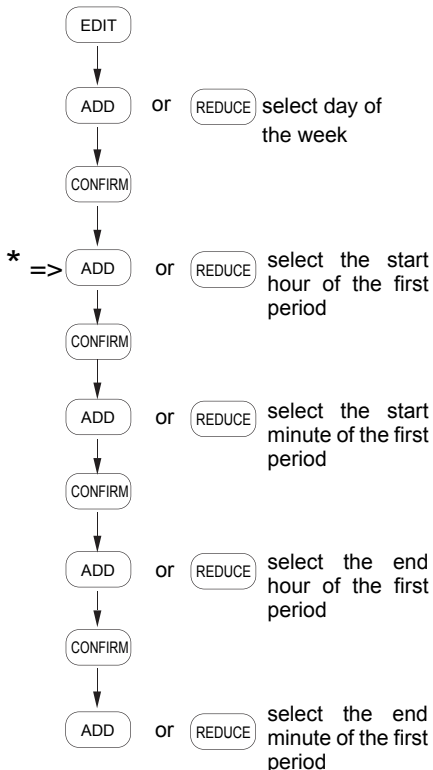 EDIT
ADD or REDUCE select day of
the week
CONFIRM
* => ADD or REDUCE select the start
hour of the first
period
CONFIRM
ADD or REDUCE select the start
minute of the first
period
CONFIRM
ADD or REDUCE select the end
hour of the first
period
CONFIRM
ADD or REDUCE select the end
minute of the first
period